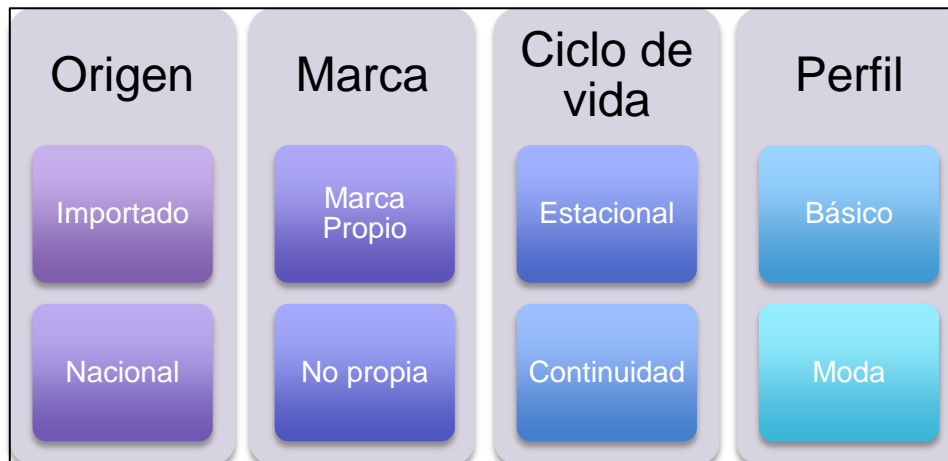 Origen
Importado
Nacional
Marca
Marca
Propio
No propia
Ciclo de
vida
Estacional
Continuidad
Perfil
Básico
Moda